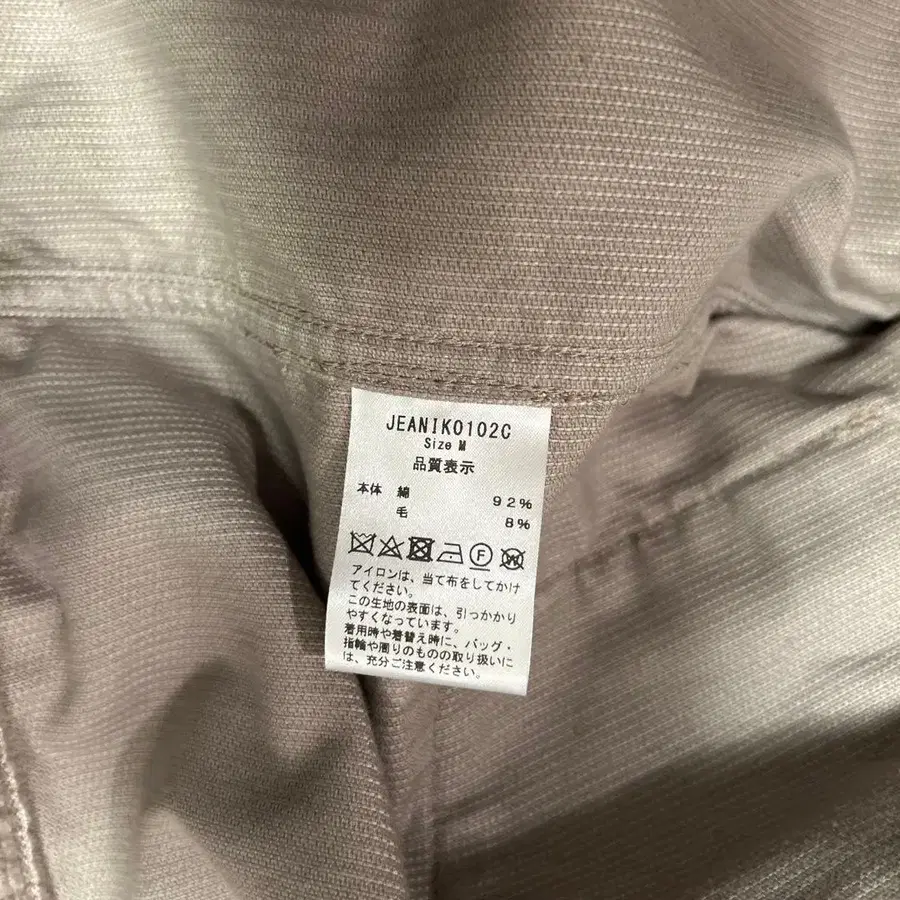 JEANIK0102C
Size M
品質表示
本体 綿 92%
毛 8%
F W
アイロンは、当て布をしてかけ
てください。
この生地の表面は、引っかかり
やすくなっています。
着用時や着替え時に、バッグ・
指輪や周りのものの取り扱いに
は、充分ご注意ください。